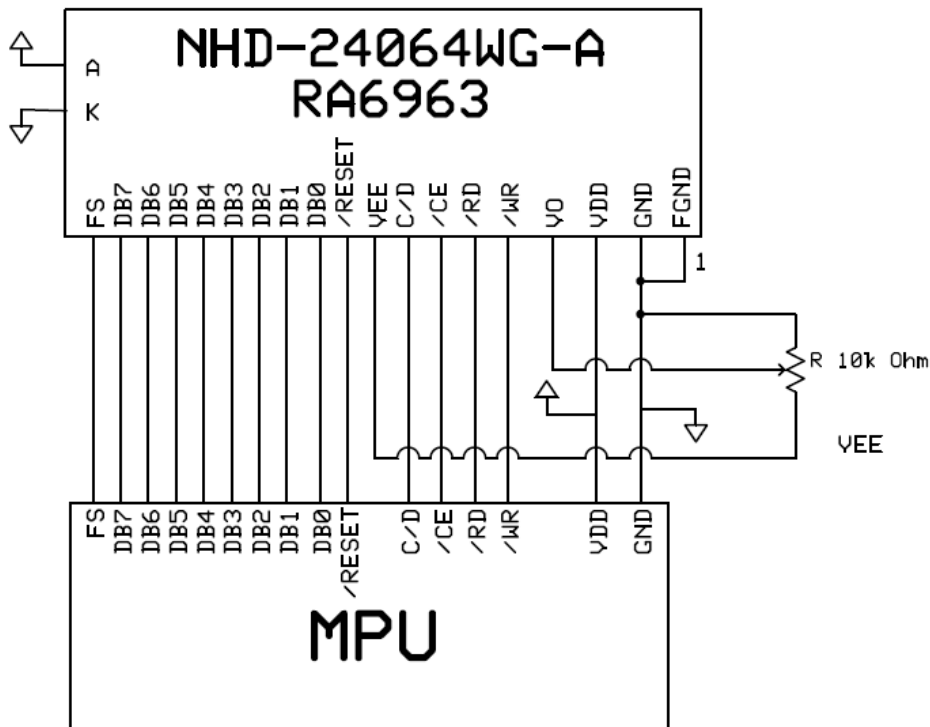 NHD-24064WG-A
RA6963
A
K
FS DB7 DB6 DB5 DB4 DB3 DB2 DB1 DB0 /RESET VEE C/D /CE /RD /WR VO VDD GND FGND
1
R 10k Ohm
VEE
FS DB7 DB6 DB5 DB4 DB3 DB2 DB1 DB0 /RESET C/D /CE /RD /WR VDD GND
MPU